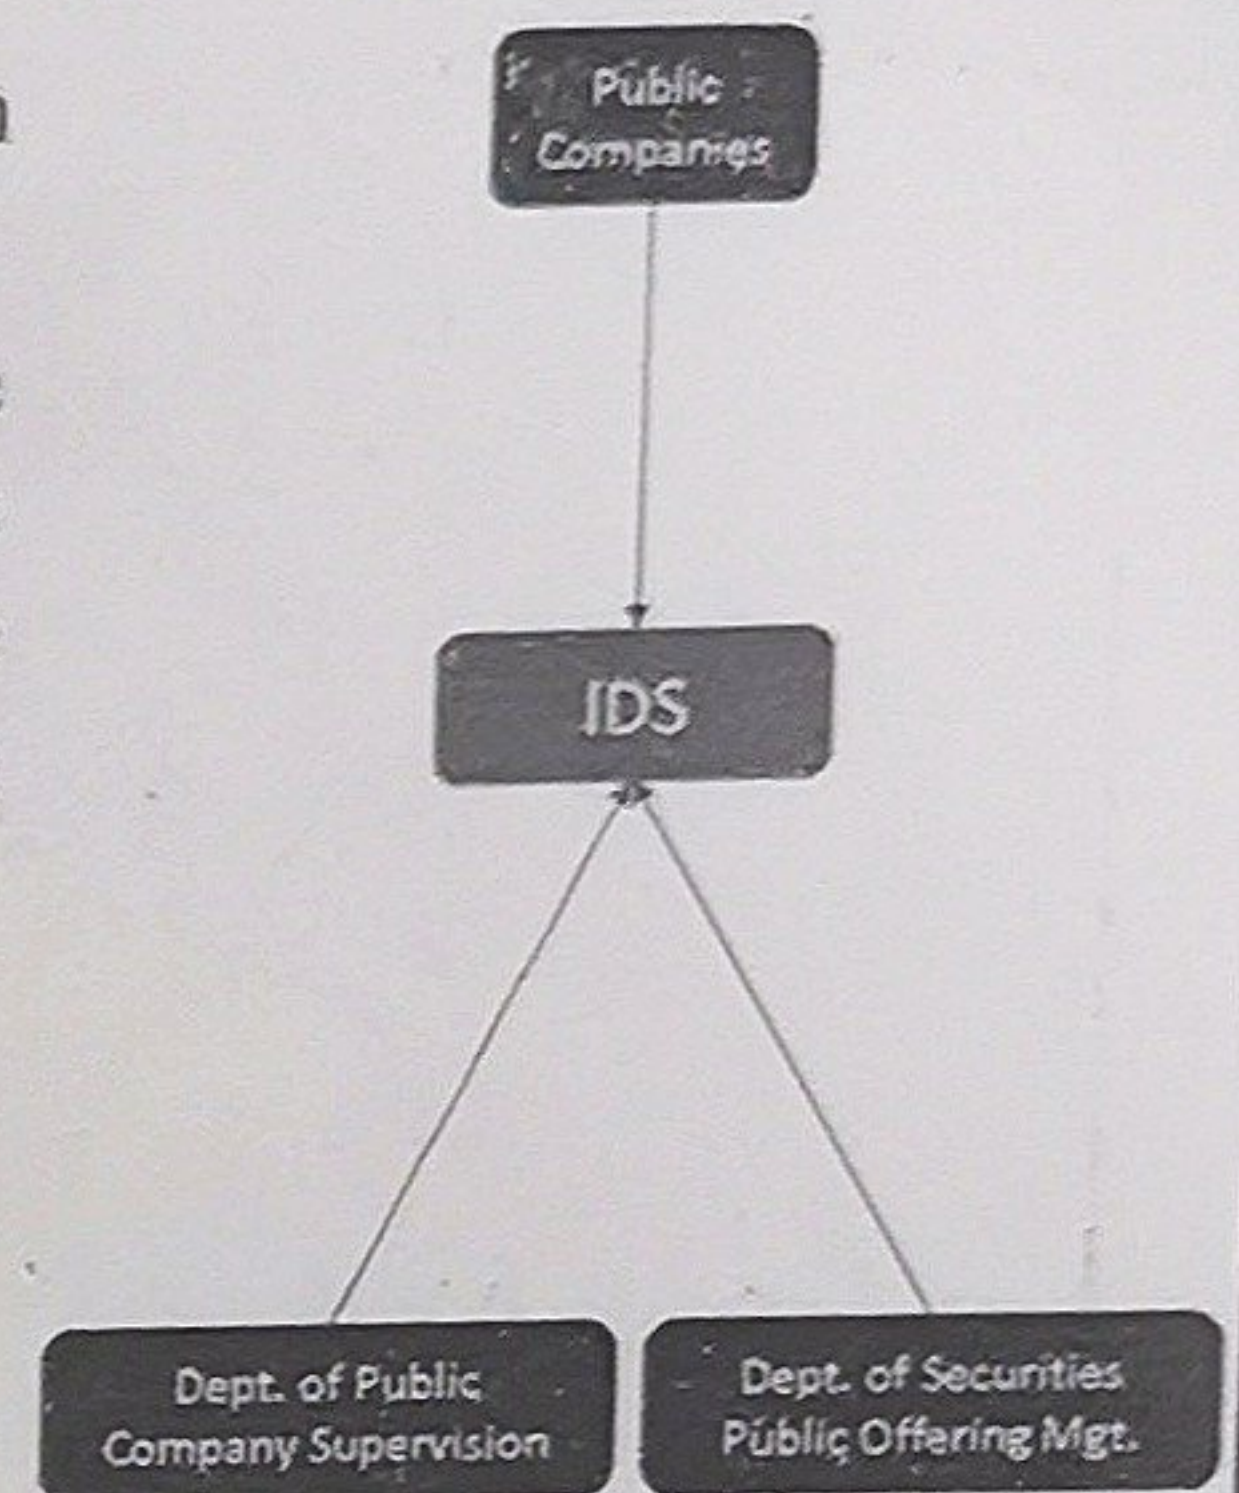 Public
Companies
IDS
Dept. of Public
Company Supervision
Dept. of Securities
Public Offering Mgt.